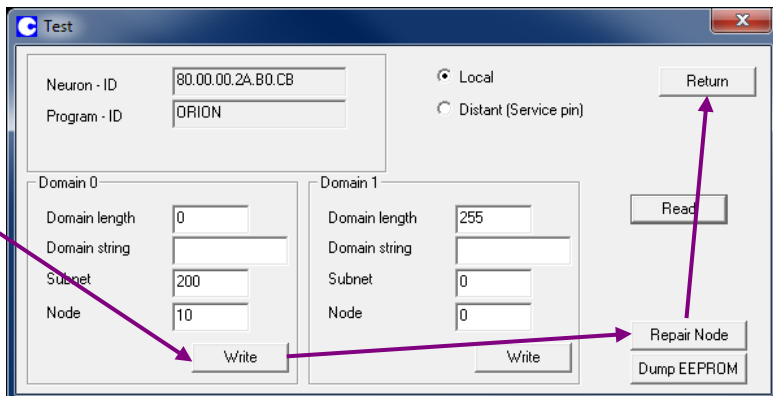 Test
Neuron - ID 80.00.00.2A.B0.CB
Program - ID ORION
Local
Distant (Service pin)
Return
Domain 0
Domain length 0
Domain string
Subnet 200
Node 10
Write
Domain 1
Domain length 255
Domain string
Subnet 0
Node 0
Write
Read
Repair Node
Dump EEPROM